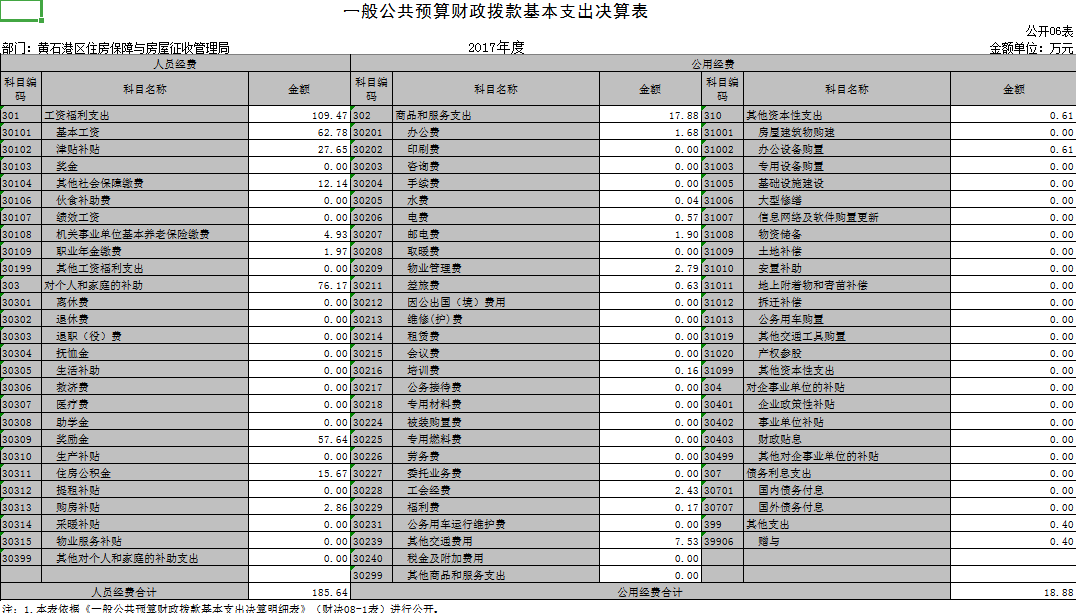 一般公共预算财政拨款基本支出决算表
公开06表
部门：黄石港区住房保障与房屋征收管理局 2017年度 金额单位：万元
人员经费 公用经费
科目编码 科目名称 金额 科目编码 科目名称 金额 科目编码 科目名称 金额
301 工资福利支出 109.47 302 商品和服务支出 17.88 310 其他资本性支出 0.61
30101 基本工资 62.78 30201 办公费 1.68 31001 房屋建筑物购建 0.00
30102 津贴补贴 27.65 30202 印刷费 0.00 31002 办公设备购置 0.61
30103 奖金 0.00 30203 咨询费 0.00 31003 专用设备购置 0.00
30104 其他社会保障缴费 12.14 30204 手续费 0.00 31005 基础设施建设 0.00
30106 伙食补助费 0.00 30205 水费 0.04 31006 大型修缮 0.00
30107 绩效工资 0.00 30206 电费 0.57 31007 信息网络及软件购置更新 0.00
30108 机关事业单位基本养老保险缴费 4.93 30207 邮电费 1.90 31008 物资储备 0.00
30109 职业年金缴费 1.97 30208 取暖费 0.00 31009 土地补偿 0.00
30199 其他工资福利支出 0.00 30209 物业管理费 2.79 31010 安置补助 0.00
303 对个人和家庭的补助 76.17 30211 差旅费 0.63 31011 地上附着物和青苗补偿 0.00
30301 离休费 0.00 30212 因公出国（境）费用 0.00 31012 拆迁补偿 0.00
30302 退休费 0.00 30213 维修(护)费 0.00 31013 公务用车购置 0.00
30303 退职（役）费 0.00 30214 租赁费 0.00 31019 其他交通工具购置 0.00
30304 抚恤金 0.00 30215 会议费 0.00 31020 产权参股 0.00
30305 生活补助 0.00 30216 培训费 0.16 31099 其他资本性支出 0.00
30306 救济费 0.00 30217 公务接待费 0.00 304 对企事业单位的补贴 0.00
30307 医疗费 0.00 30218 专用材料费 0.00 30401 企业政策性补贴 0.00
30308 助学金 0.00 30224 被装购置费 0.00 30402 事业单位补贴 0.00
30309 奖励金 57.64 30225 专用燃料费 0.00 30403 财政贴息 0.00
30310 生产补贴 0.00 30226 劳务费 0.00 30499 其他对企事业单位的补贴 0.00
30311 住房公积金 15.67 30227 委托业务费 0.00 307 债务利息支出 0.00
30312 提租补贴 0.00 30228 工会经费 2.43 30701 国内债务付息 0.00
30313 购房补贴 2.86 30229 福利费 0.17 30707 国外债务付息 0.00
30314 采暖补贴 0.00 30231 公务用车运行维护费 0.00 399 其他支出 0.40
30315 物业服务补贴 0.00 30239 其他交通费用 7.53 39906 赠与 0.40
30399 其他对个人和家庭的补助支出 0.00 30240 税金及附加费用 0.00
30299 其他商品和服务支出 0.00
人员经费合计 185.64 公用经费合计 18.88
注：1.本表依据《一般公共预算财政拨款基本支出决算明细表》（财决08-1表）进行公开。